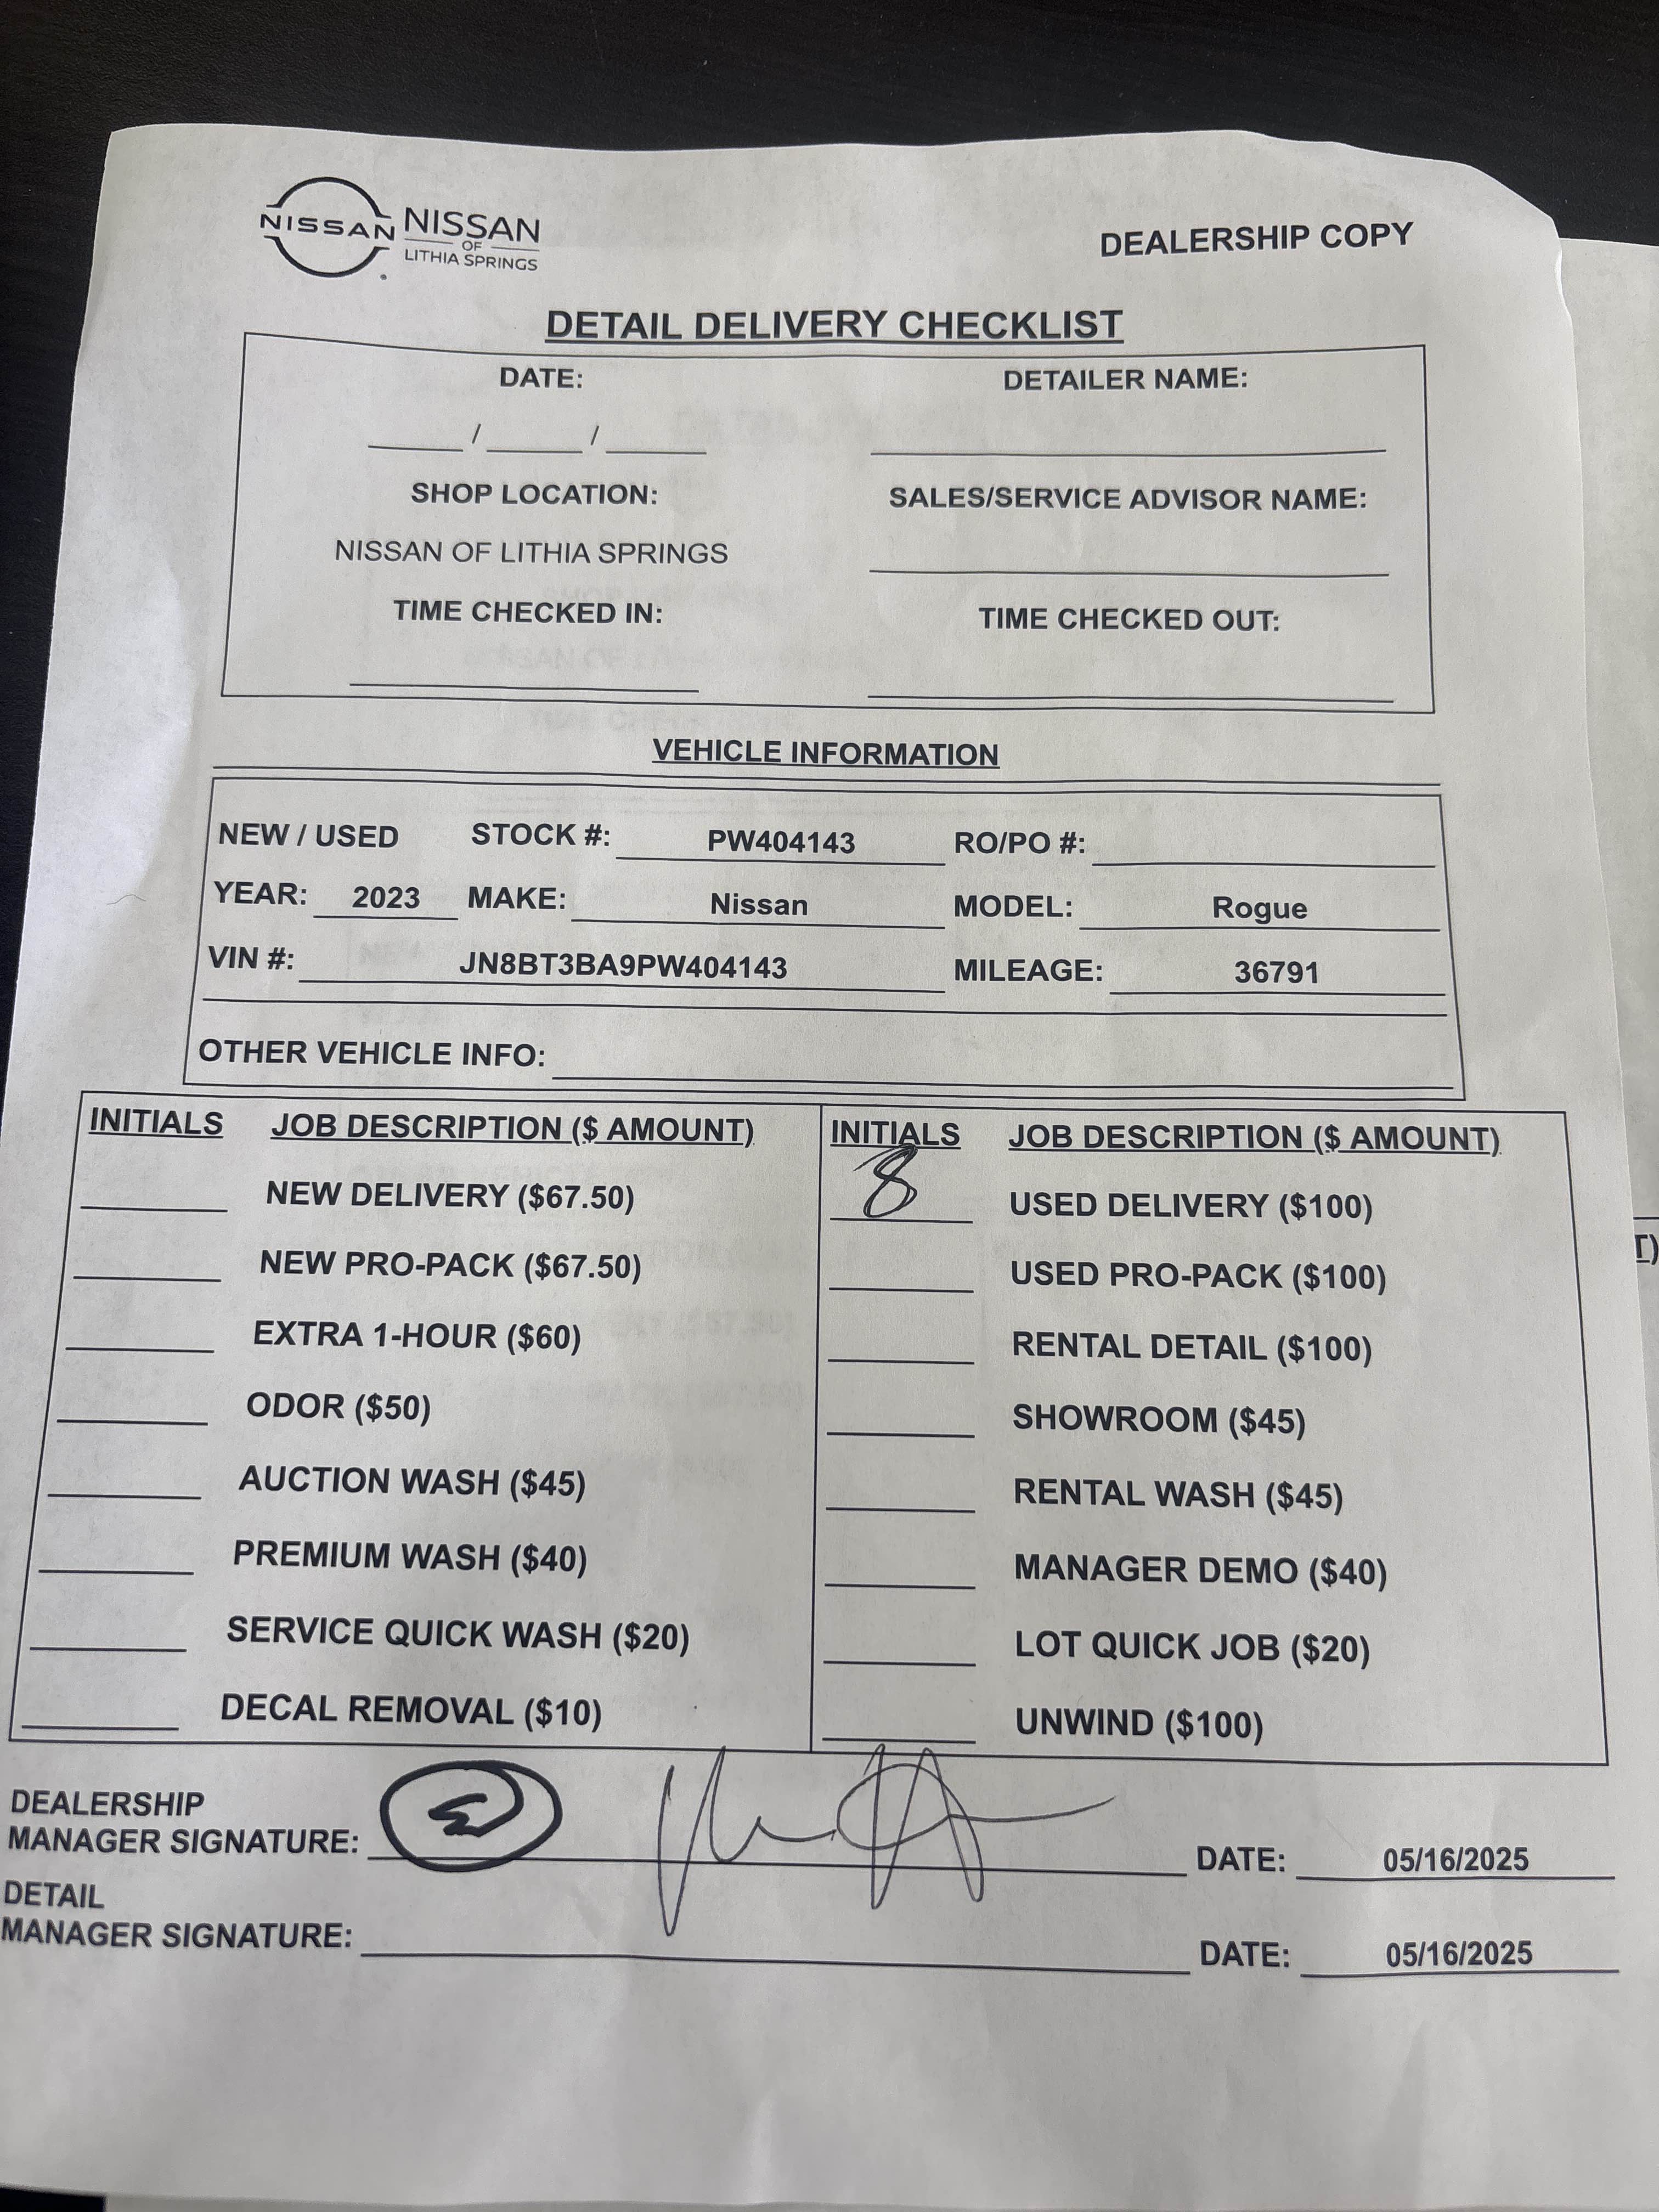 NISSAN NISSAN
OF
LITHIA SPRINGS
DEALERSHIP COPY
DETAIL DELIVERY CHECKLIST
DATE: DETAILER NAME:
____/____/____ ____
SHOP LOCATION: SALES/SERVICE ADVISOR NAME:
NISSAN OF LITHIA SPRINGS
TIME CHECKED IN: TIME CHECKED OUT:
VEHICLE INFORMATION
NEW / USED STOCK #: PW404143 RO/PO #:
YEAR: 2023 MAKE: Nissan MODEL: Rogue
VIN #: JN8BT3BA9PW404143 MILEAGE: 36791
OTHER VEHICLE INFO:
INITIALS JOB DESCRIPTION ($ AMOUNT) INITIALS JOB DESCRIPTION ($ AMOUNT)
NEW DELIVERY ($67.50) 8 USED DELIVERY ($100)
NEW PRO-PACK ($67.50) USED PRO-PACK ($100)
EXTRA 1-HOUR ($60) RENTAL DETAIL ($100)
ODOR ($50) SHOWROOM ($45)
AUCTION WASH ($45) RENTAL WASH ($45)
PREMIUM WASH ($40) MANAGER DEMO ($40)
SERVICE QUICK WASH ($20) LOT QUICK JOB ($20)
DECAL REMOVAL ($10) UNWIND ($100)
DEALERSHIP
MANAGER SIGNATURE: DATE: 05/16/2025
DETAIL
MANAGER SIGNATURE: DATE: 05/16/2025
T)